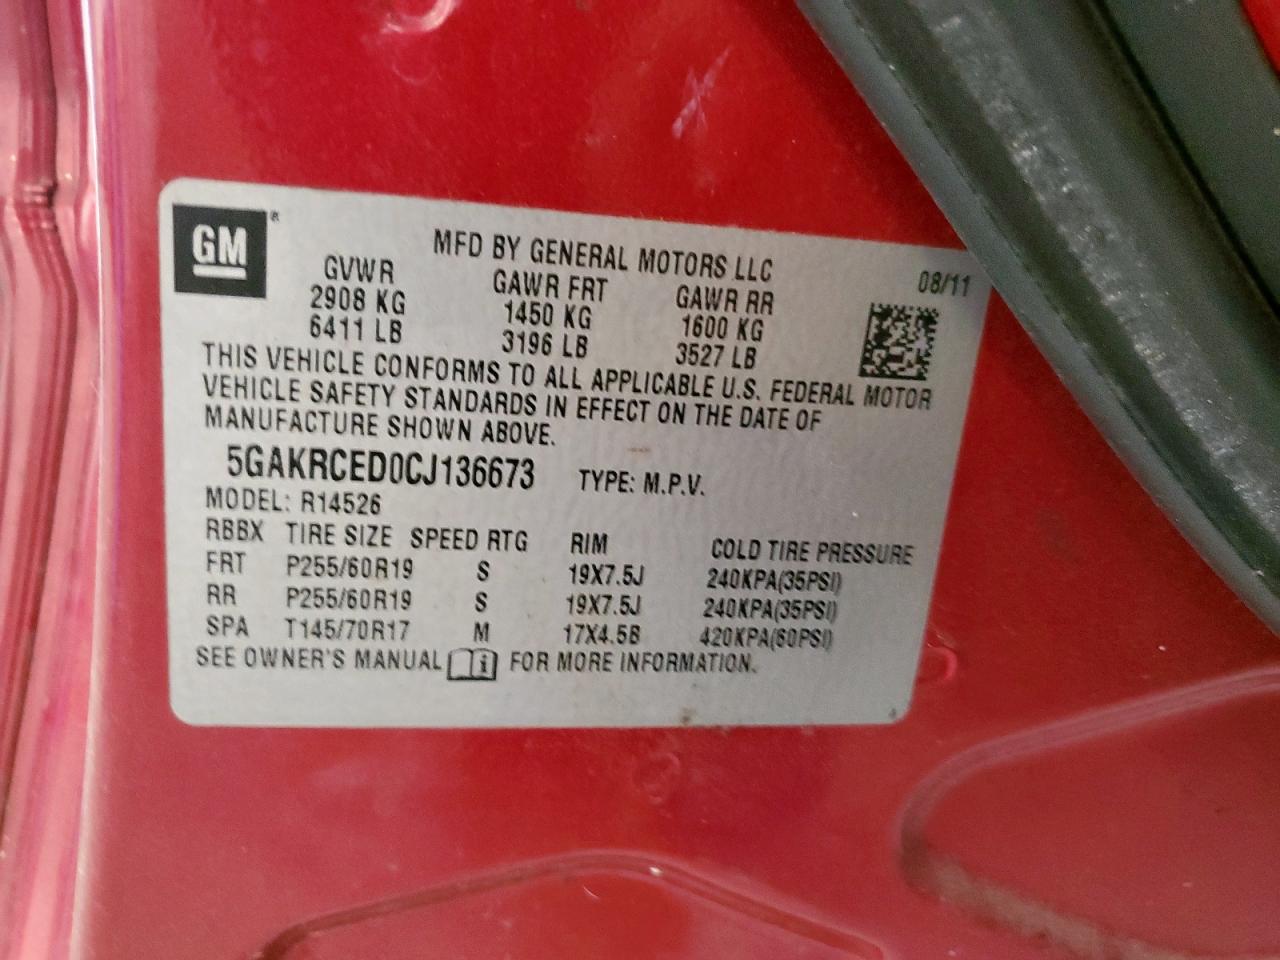 GM®
MFD BY GENERAL MOTORS LLC
08/11
GVWR GAWR FRT GAWR RR
2908 KG 1450 KG 1600 KG
6411 LB 3196 LB 3527 LB
THIS VEHICLE CONFORMS TO ALL APPLICABLE U.S. FEDERAL MOTOR
VEHICLE SAFETY STANDARDS IN EFFECT ON THE DATE OF
MANUFACTURE SHOWN ABOVE.
5GAKRCED0CJ136673 TYPE: M.P.V.
MODEL: R14526
RBBX TIRE SIZE SPEED RTG RIM COLD TIRE PRESSURE
FRT P255/60R19 S 19X7.5J 240KPA(35PSI)
RR P255/60R19 S 19X7.5J 240KPA(35PSI)
SPA T145/70R17 M 17X4.5B 420KPA(60PSI)
SEE OWNER'S MANUAL i FOR MORE INFORMATION.